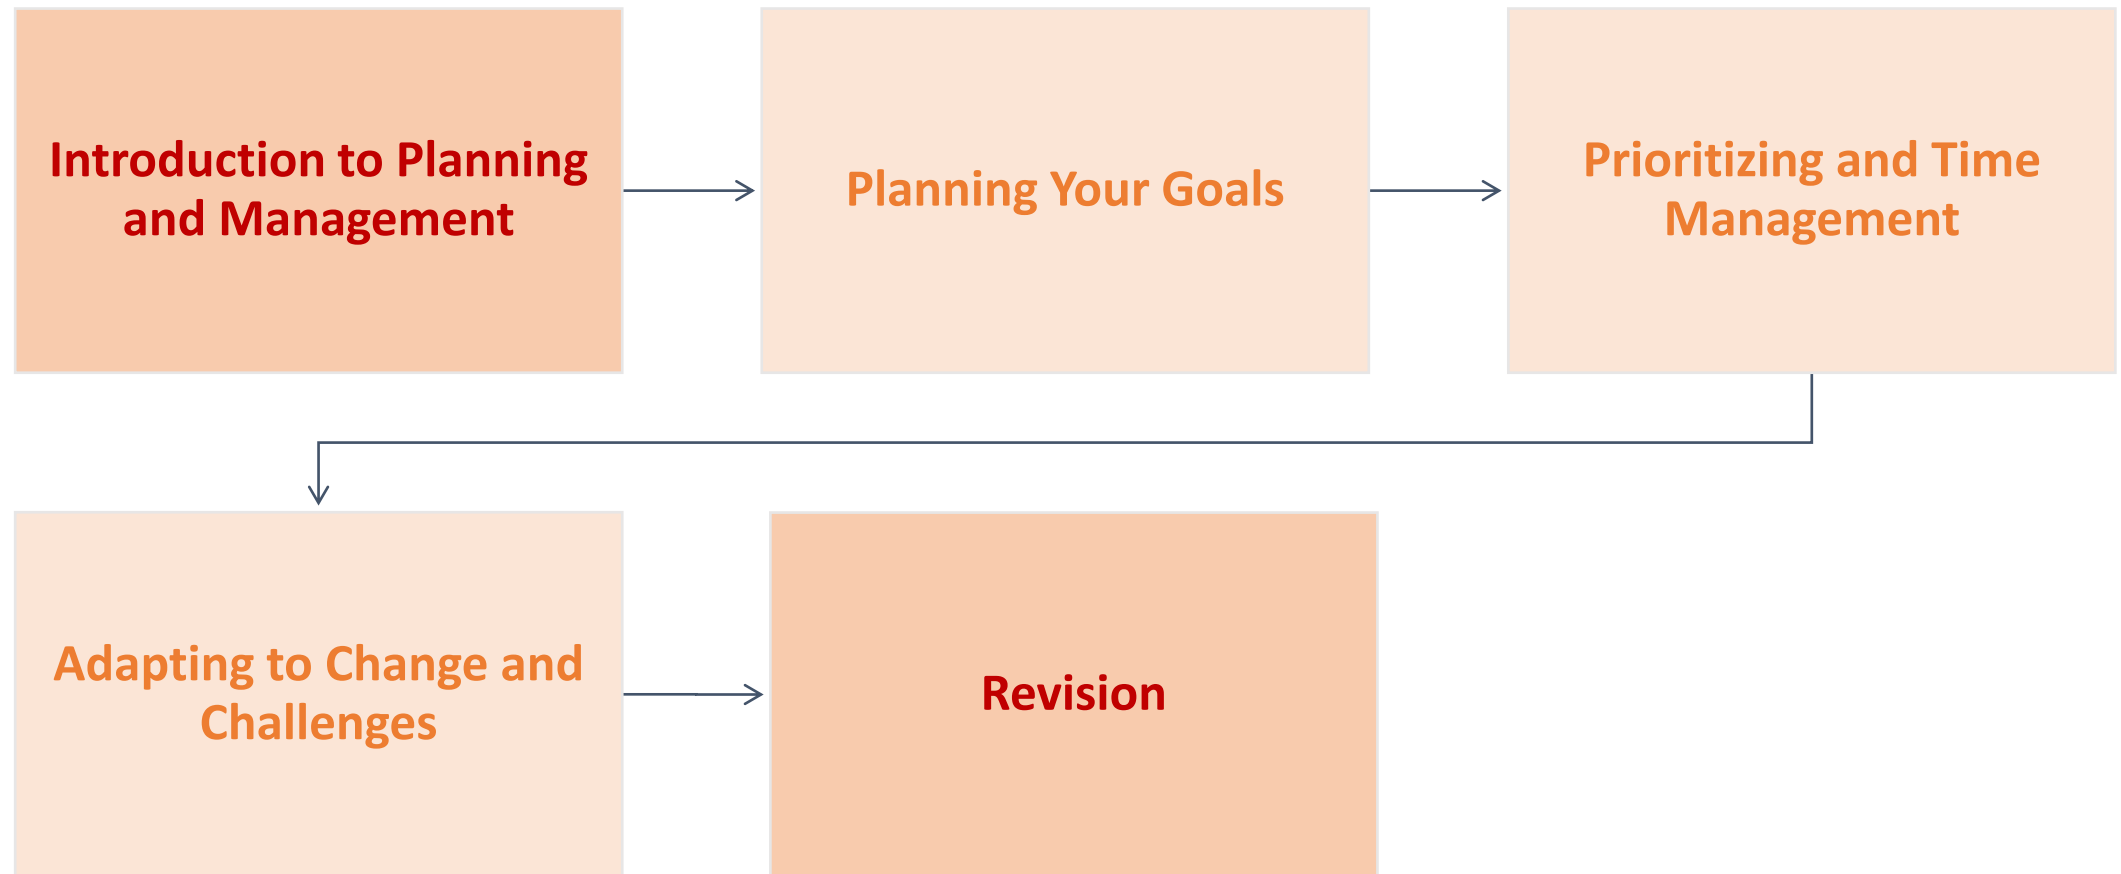 Introduction to Planning
and Management
Planning Your Goals
Prioritizing and Time
Management
Adapting to Change and
Challenges
Revision